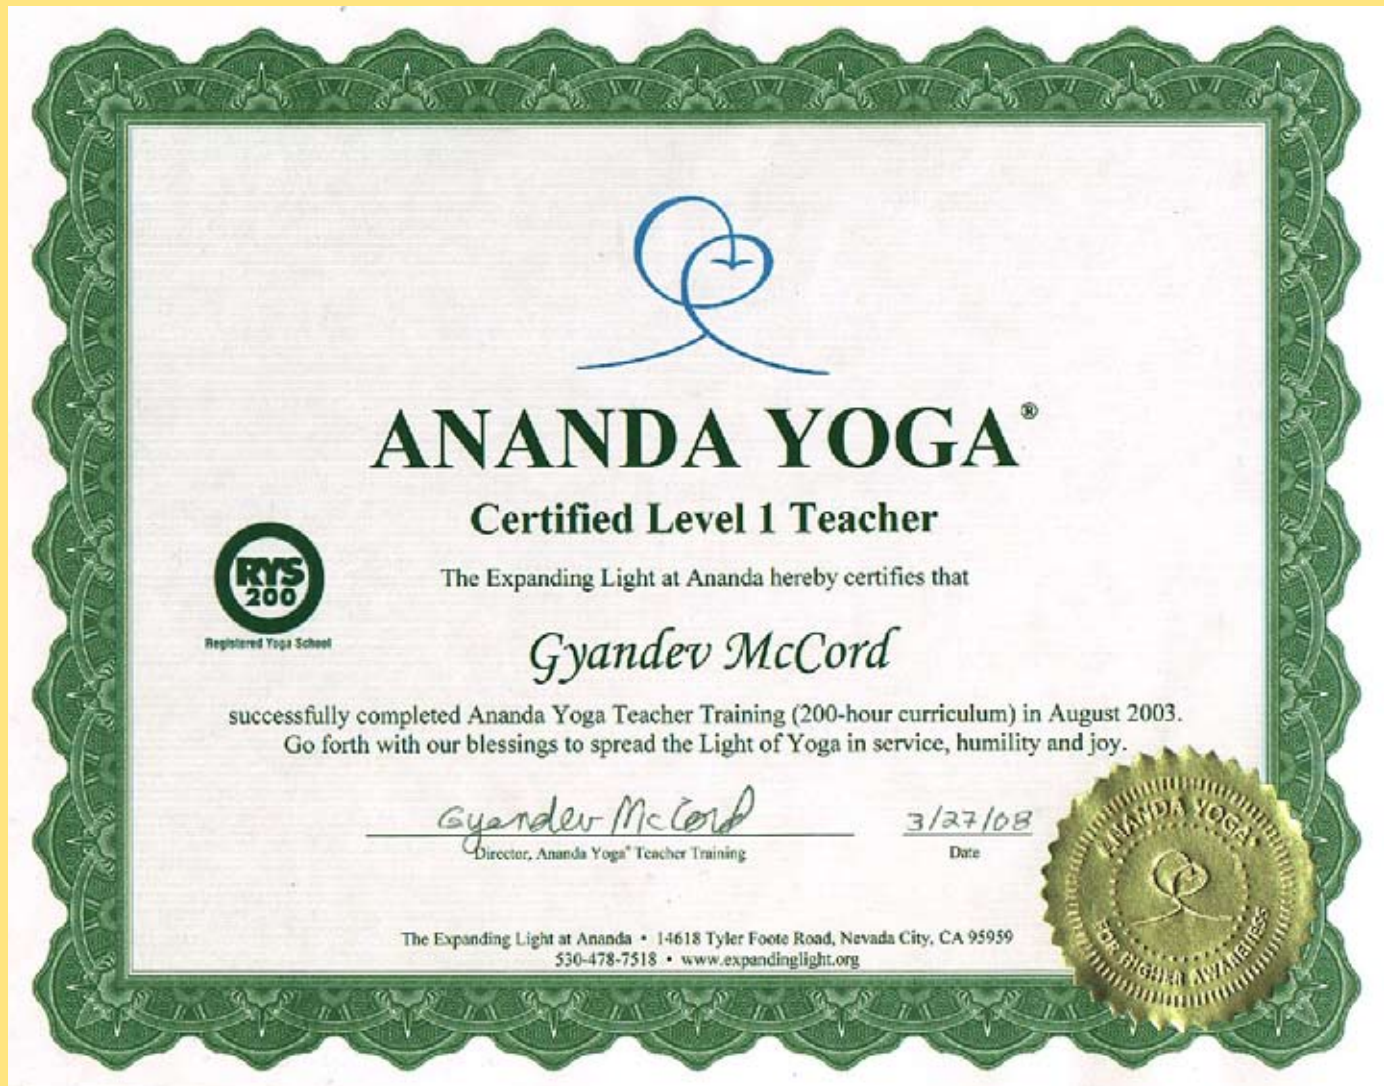 ANANDA YOGA®
Certified Level 1 Teacher
The Expanding Light at Ananda hereby certifies that
RYS
200
Registered Yoga School
Gyandev McCord
successfully completed Ananda Yoga Teacher Training (200-hour curriculum) in August 2003.
Go forth with our blessings to spread the Light of Yoga in service, humility and joy.
Gyandev McCord 3/27/08
Director, Ananda Yoga® Teacher Training Date
ANANDA YOGA®
FOR HIGHER AWARENESS
The Expanding Light at Ananda • 14618 Tyler Foote Road, Nevada City, CA 95959
530-478-7518 • www.expandinglight.org